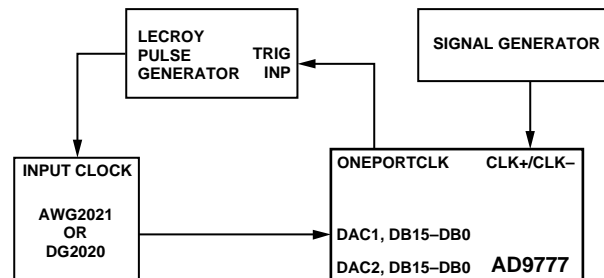 LECROY
PULSE
GENERATOR
TRIG
INP
SIGNAL GENERATOR
INPUT CLOCK
AWG2021
OR
DG2020
ONEPORTCLK
CLK+/CLK–
DAC1, DB15–DB0
DAC2, DB15–DB0
AD9777